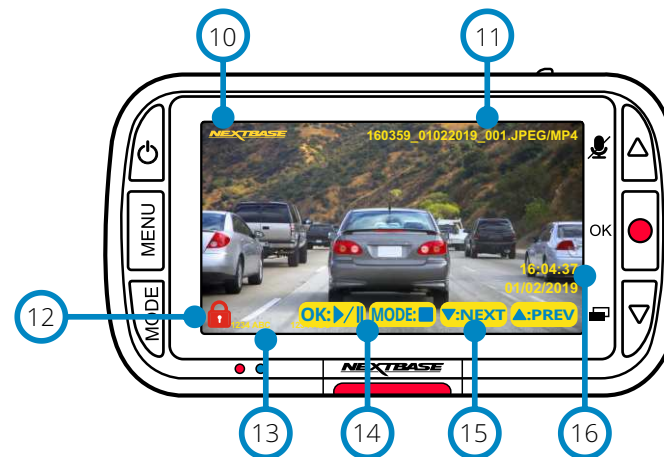 10
11
NEXTBASE
160359_01022019_001.JPEG/MP4
MENU
OK
16:04:37
01/02/2019
12
MODE
OK:▶/II
MODE:■
▼:NEXT
▲:PREV
NEXTBASE
16
13
14
15